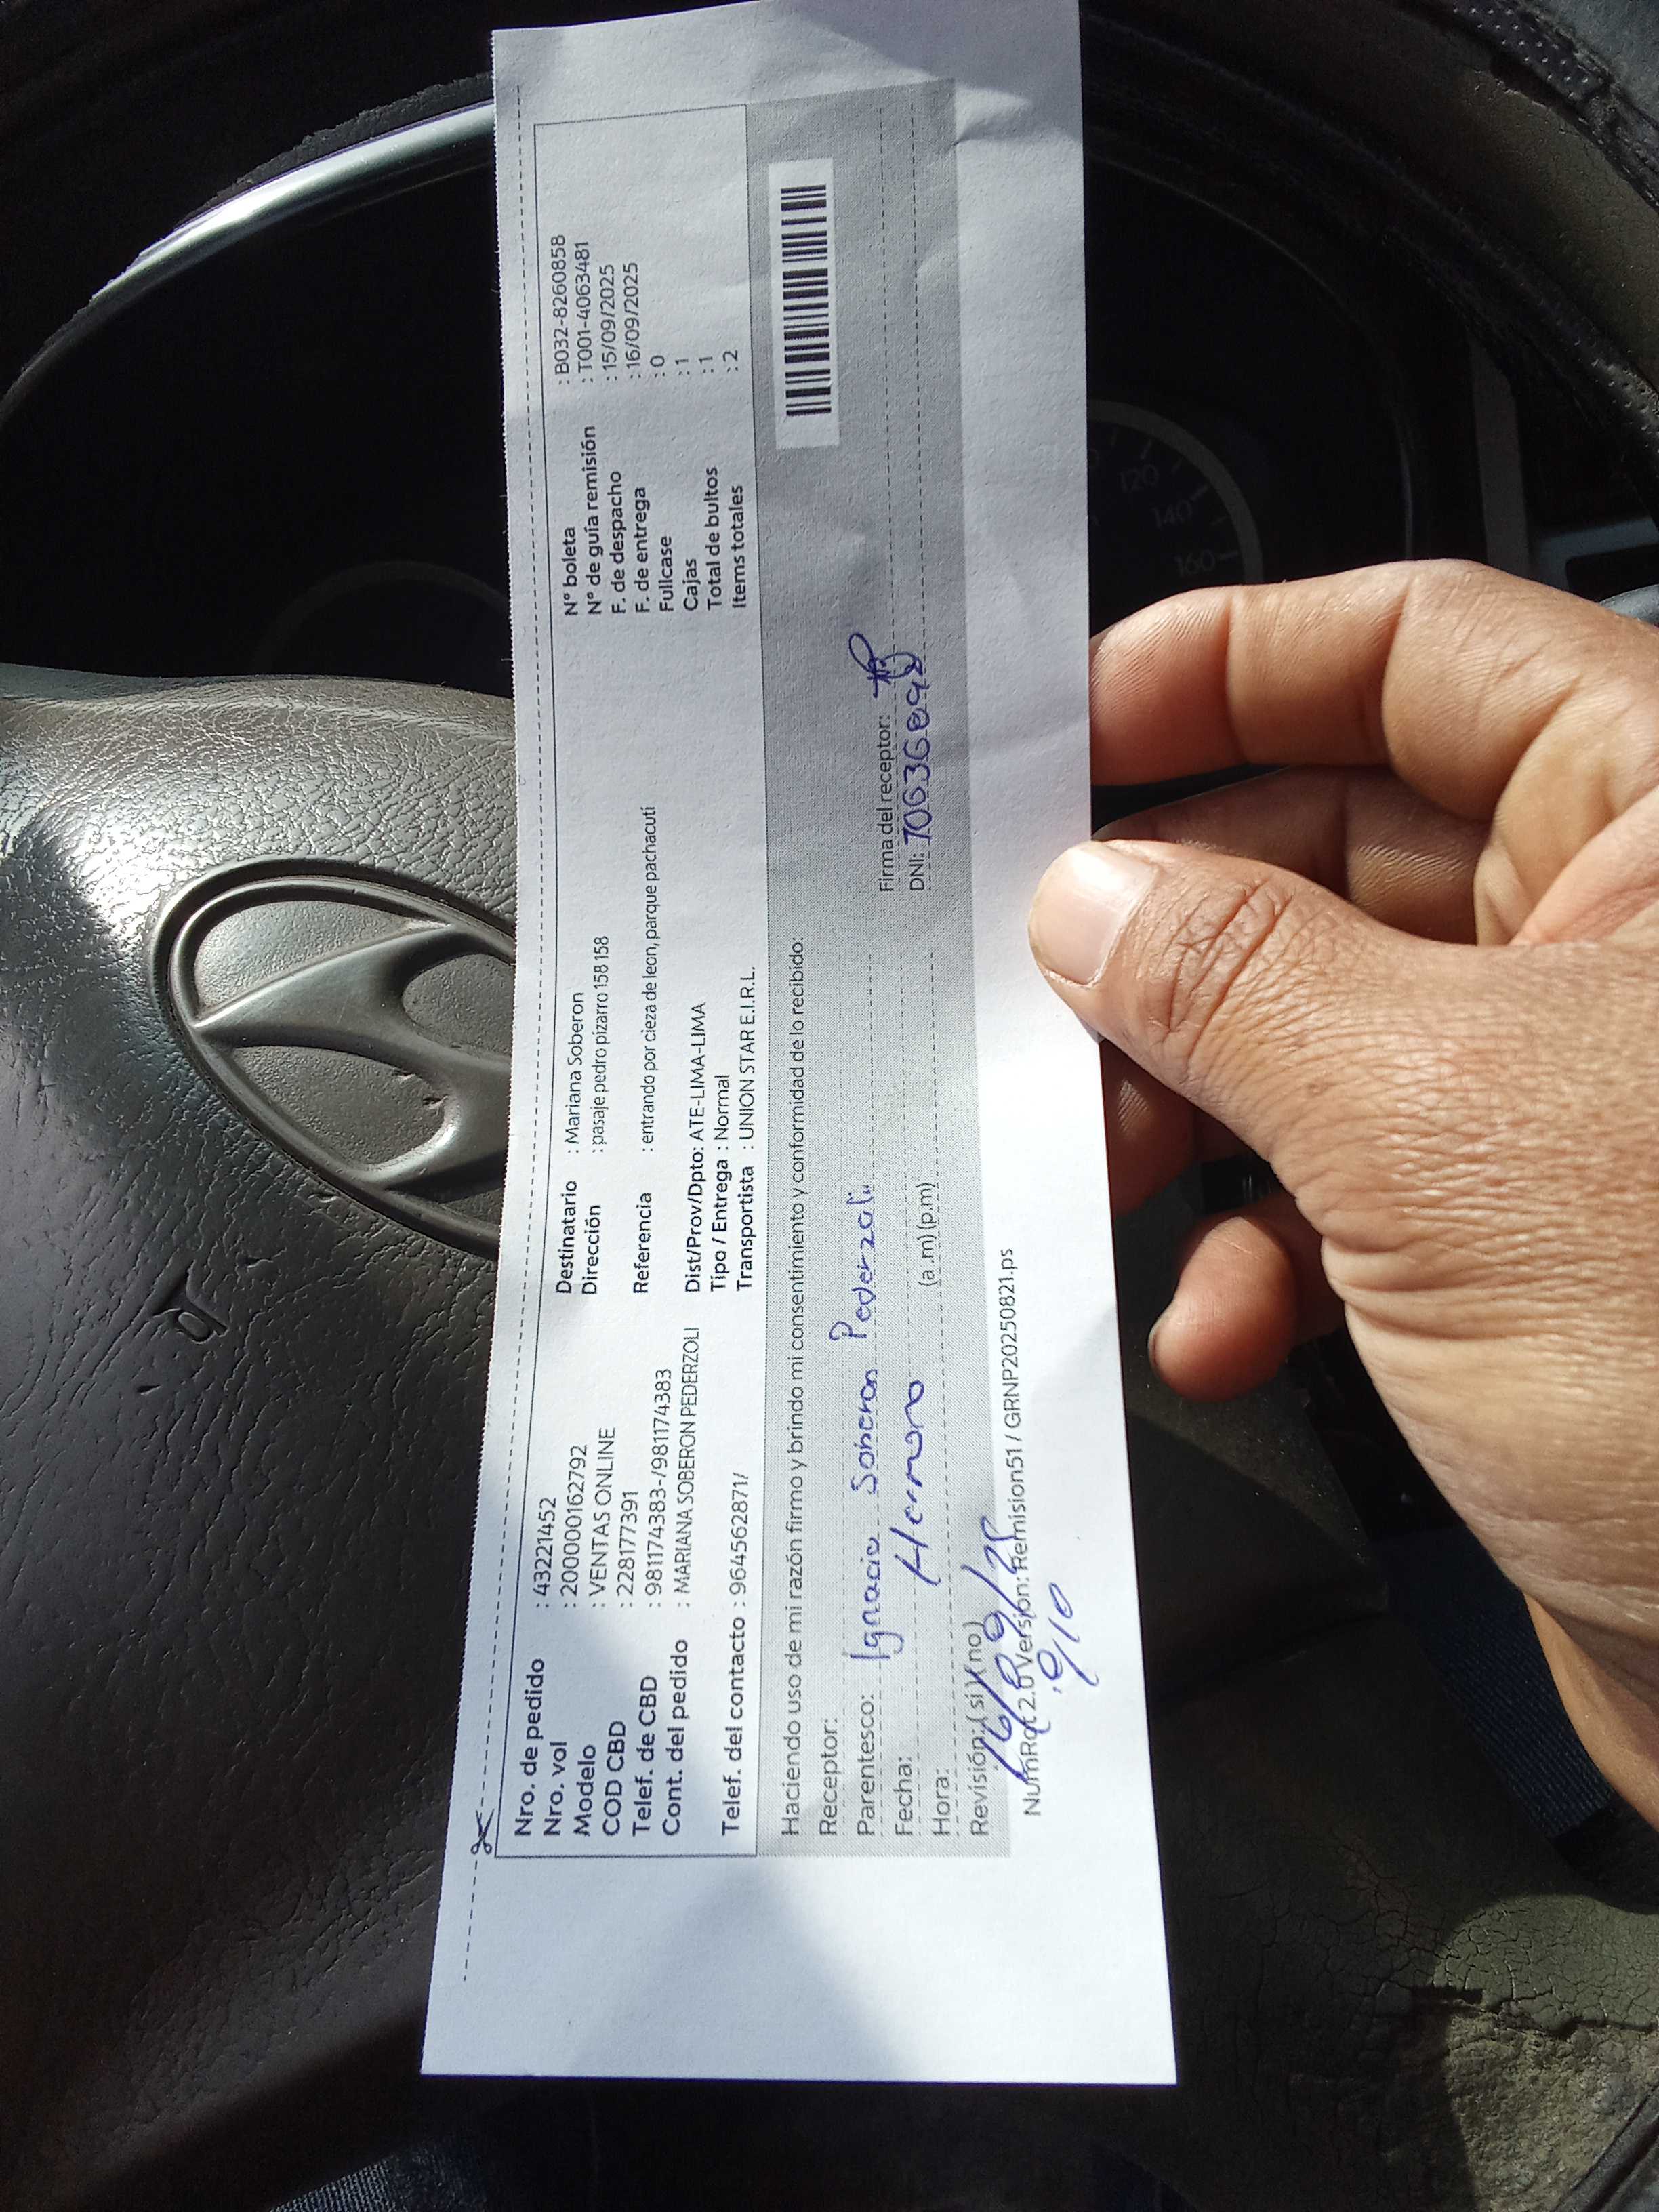 Nro. de pedido : 43221452
Nro. vol : 200000162792
Modelo : VENTAS ONLINE
COD CBD : 228177391
Telef. de CBD : 981174383-/981174383
Cont. del pedido : MARIANA SOBERON PEDERZOLI
Telef. del contacto : 964562871/
Destinatario : Mariana Soberon
Dirección : pasaje pedro pizarro 158 158
Referencia : entrando por cieza de leon, parque pachacuti
Dist/Prov/Dpto: ATE-LIMA-LIMA
Tipo / Entrega : Normal
Transportista : UNION STAR E.I.R.L.
N° boleta : B032-8260858
N° de guía remisión : T001-4063481
F. de despacho : 15/09/2025
F. de entrega : 16/09/2025
Fullcase : 0
Cajas : 1
Total de bultos : 1
Items totales : 2
Haciendo uso de mi razón firmo y brindo mi consentimiento y conformidad de lo recibido:
Receptor:
Parentesco: Ignacio Soberon Pederzoli
Fecha: Hermano
Hora: (a.m) (p.m)
Revisión: (si) (no)
16/09/25
Firma del receptor:
DNI:
NumRot 2.0 Version: Remision51 / GRNP20250821.ps
9/10
120
140
160